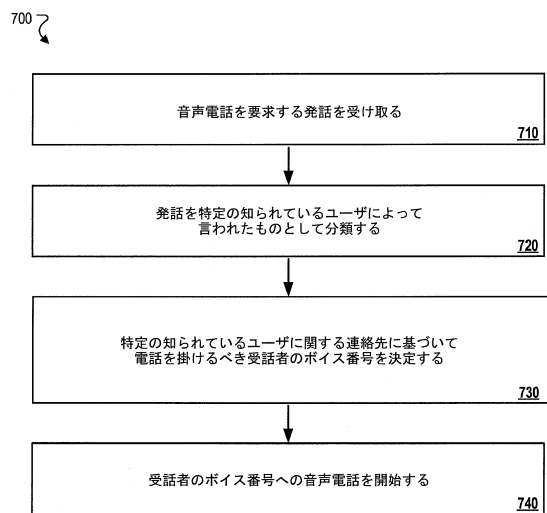 700
音声電話を要求する発話を受け取る
710
発話を特定の知られているユーザによって
言われたものとして分類する
720
特定の知られているユーザに関する連絡先に基づいて
電話を掛けるべき受話者のボイス番号を決定する
730
受話者のボイス番号への音声電話を開始する
740